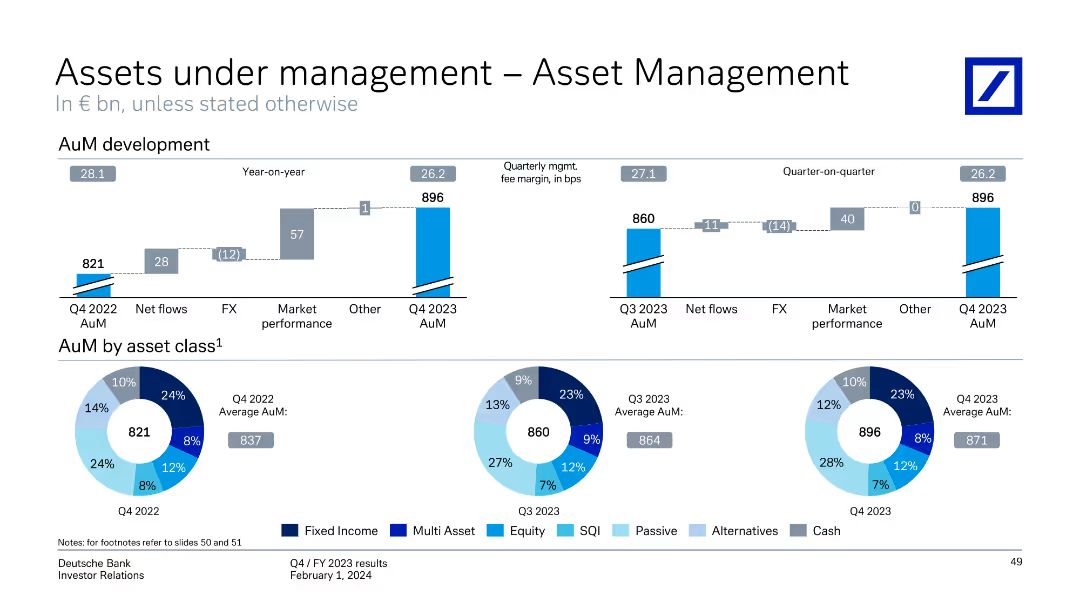 Assets under management – Asset Management
In € bn, unless stated otherwise
AuM development
28.1
Year-on-year
26.2
Quarterly mgmt.
fee margin, in bps
27.1
Quarter-on-quarter
26.2
821
28
(12)
57
1
896
Q4 2022
AuM
Net flows
FX
Market
performance
Other
Q4 2023
AuM
860
11
(14)
40
0
896
Q3 2023
AuM
Net flows
FX
Market
performance
Other
Q4 2023
AuM
AuM by asset class¹
10%
24%
14%
821
8%
24%
12%
8%
Q4 2022
Q4 2022
Average AuM:
837
9%
23%
13%
860
9%
27%
12%
7%
Q3 2023
Q3 2023
Average AuM:
864
10%
23%
12%
896
8%
28%
12%
7%
Q4 2023
Q4 2023
Average AuM:
871
Fixed Income
Multi Asset
Equity
SQI
Passive
Alternatives
Cash
Notes: for footnotes refer to slides 50 and 51
Deutsche Bank
Investor Relations
Q4 / FY 2023 results
February 1, 2024
49